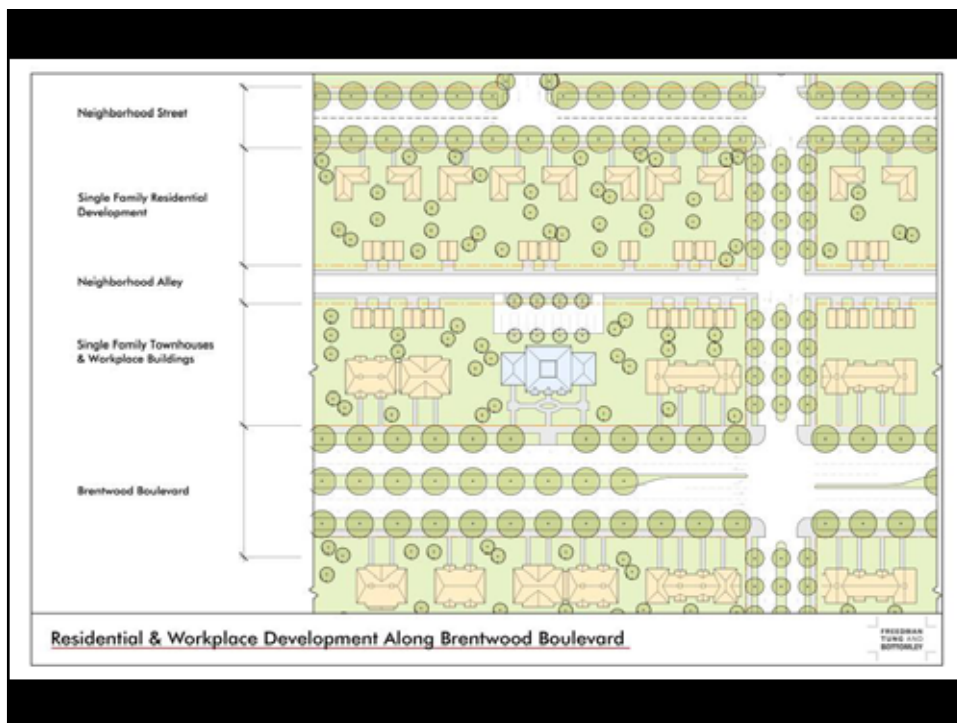 Neighborhood Street
Single Family Residential
Development
Neighborhood Alley
Single Family Townhouses
& Workplace Buildings
Brentwood Boulevard
Residential & Workplace Development Along Brentwood Boulevard
FREEDMAN
TUNG AND
BOTTOMLEY